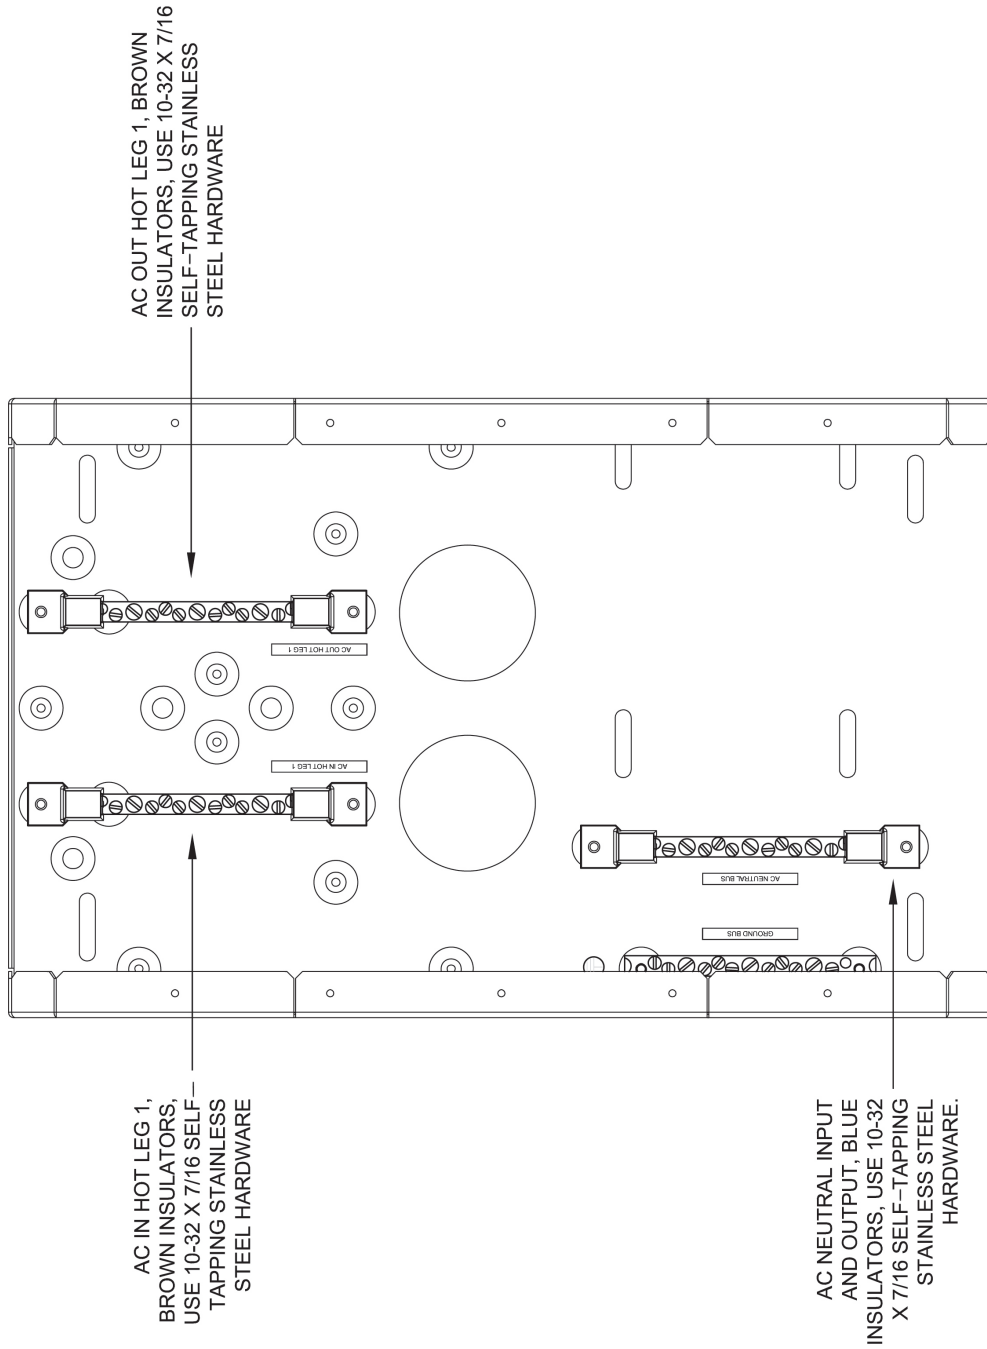 AC OUT HOT LEG 1, BROWN
INSULATORS, USE 10-32 X 7/16
SELF-TAPPING STAINLESS
STEEL HARDWARE
AC OUT HOT LEG 1
AC IN HOT LEG 1
AC NEUTRAL BUS
GROUND BUS
AC IN HOT LEG 1,
BROWN INSULATORS,
USE 10-32 X 7/16 SELF-
TAPPING STAINLESS
STEEL HARDWARE
AC NEUTRAL INPUT
AND OUTPUT, BLUE
INSULATORS, USE 10-32
X 7/16 SELF-TAPPING
STAINLESS STEEL
HARDWARE.